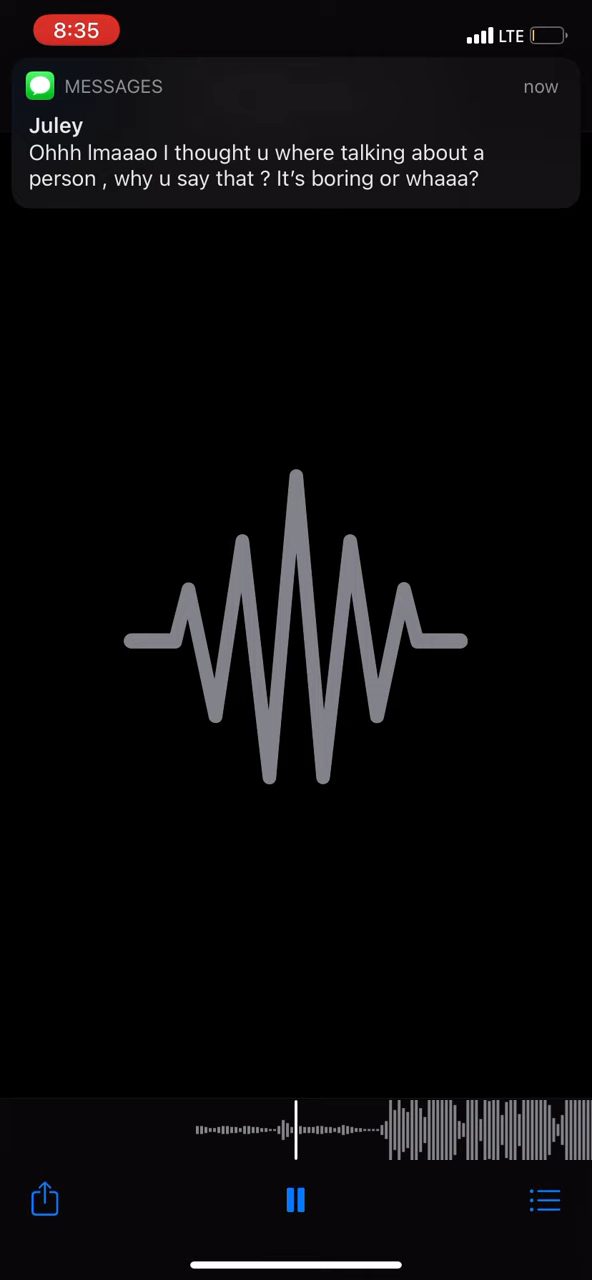 8:35
LTE
MESSAGES
now
Juley
Ohhh lmaaao I thought u where talking about a
person , why u say that ? It’s boring or whaaa?